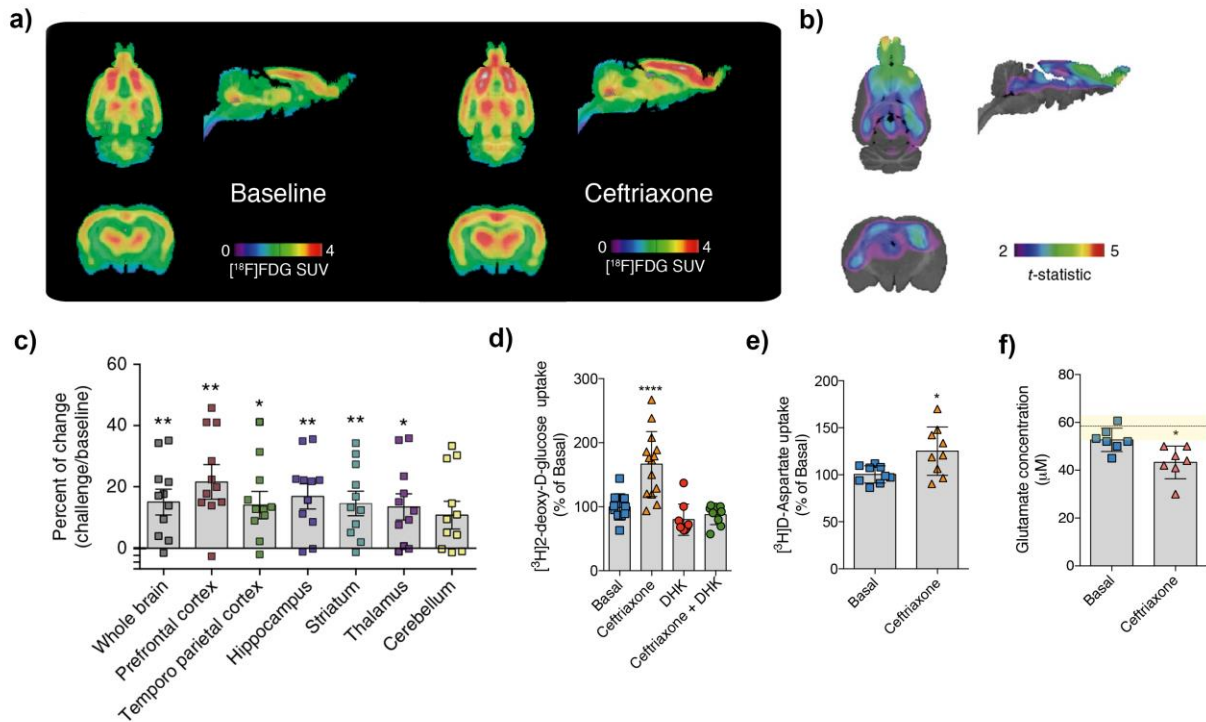 a)
Baseline
0 4
[¹⁸F]FDG SUV
Ceftriaxone
0 4
[¹⁸F]FDG SUV
b)
2 5
t-statistic
c)
Percent of change
(challenge/baseline)
60
40
20
0
** ** * ** ** *
Whole brain
Prefrontal cortex
Temporo parietal cortex
Hippocampus
Striatum
Thalamus
Cerebellum
d)
[³H]2-deoxy-D-glucose uptake
(% of Basal)
300
200
100
0
****
Basal
Ceftriaxone
DHK
Ceftriaxone + DHK
e)
[³H]D-Aspartate uptake
(% of Basal)
200
150
100
50
0
*
Basal
Ceftriaxone
f)
Glutamate concentration
(μM)
80
60
40
20
0
*
Basal
Ceftriaxone